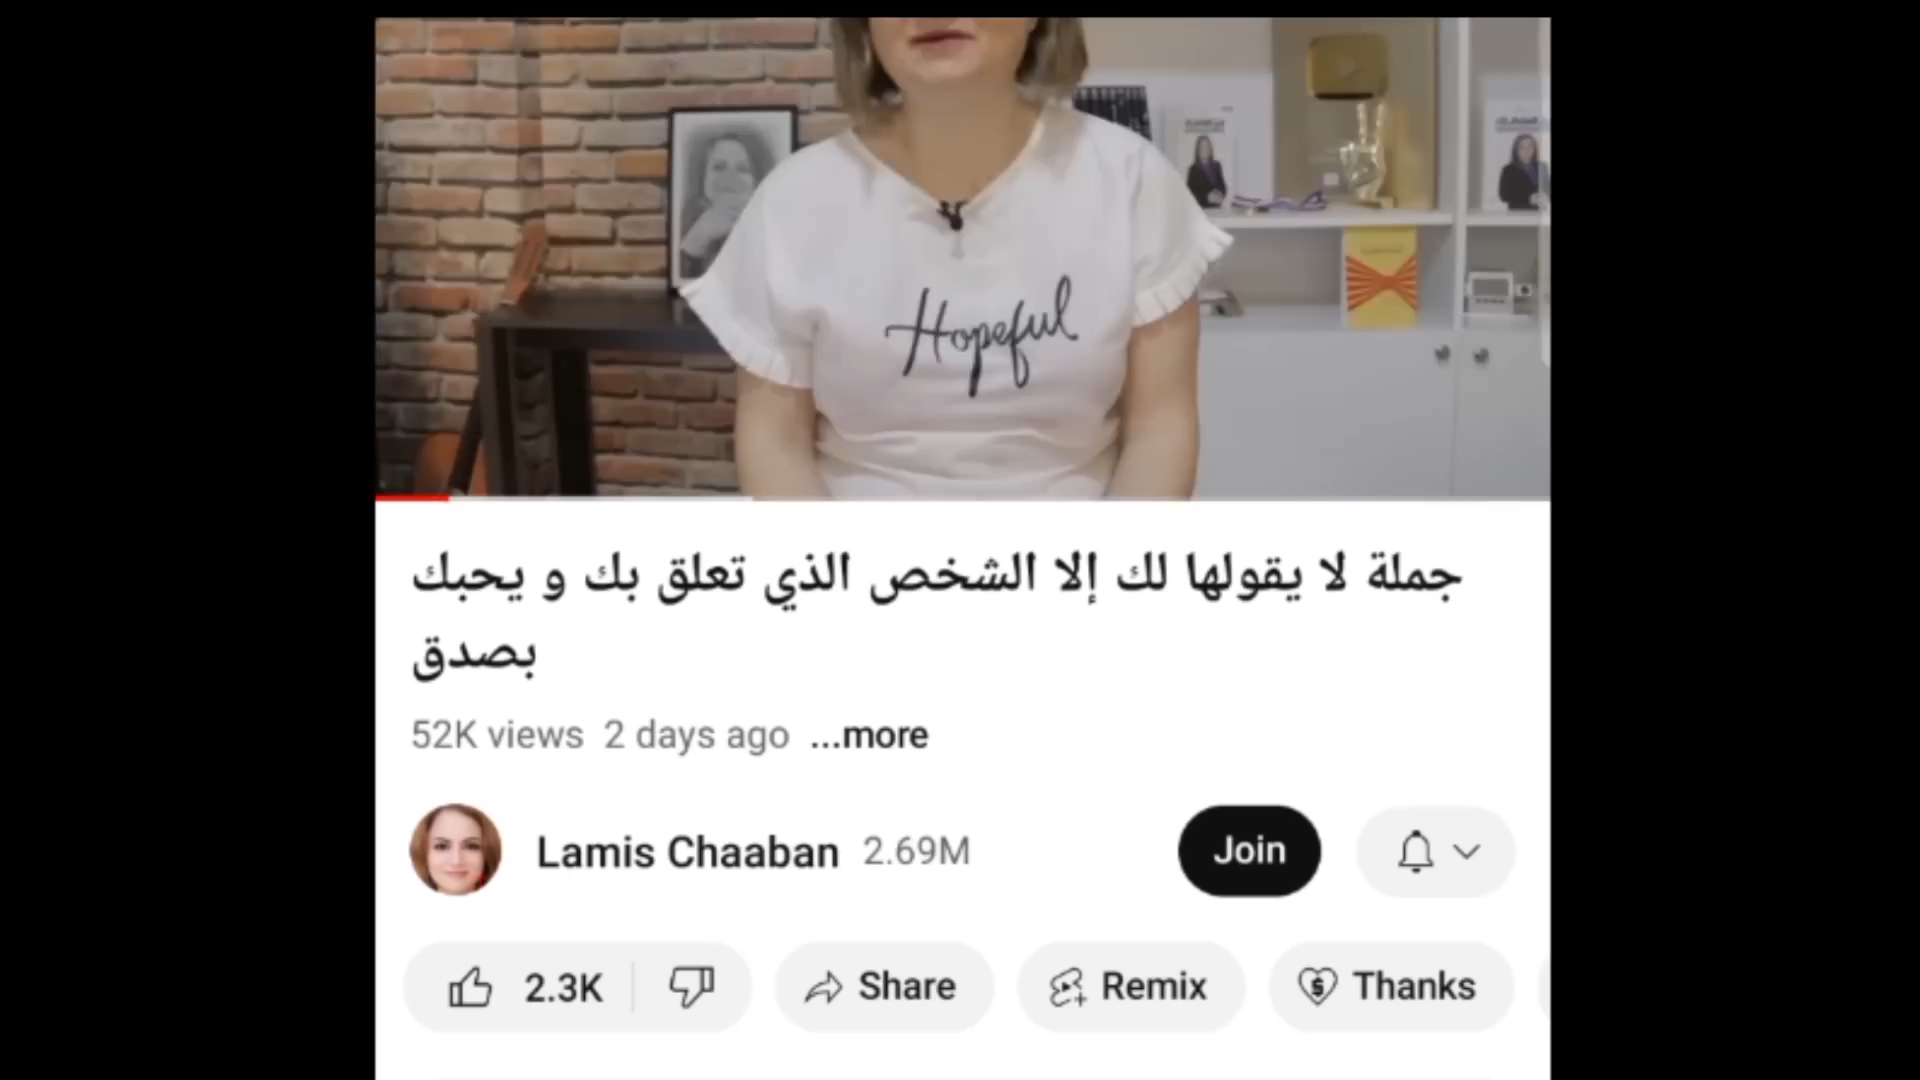 Hopeful
جملة لا يقولها لك إلا الشخص الذي تعلق بك و يحبك
بصدق
52K views 2 days ago ...more
Lamis Chaaban 2.69M
Join
2.3K
Share
Remix
Thanks